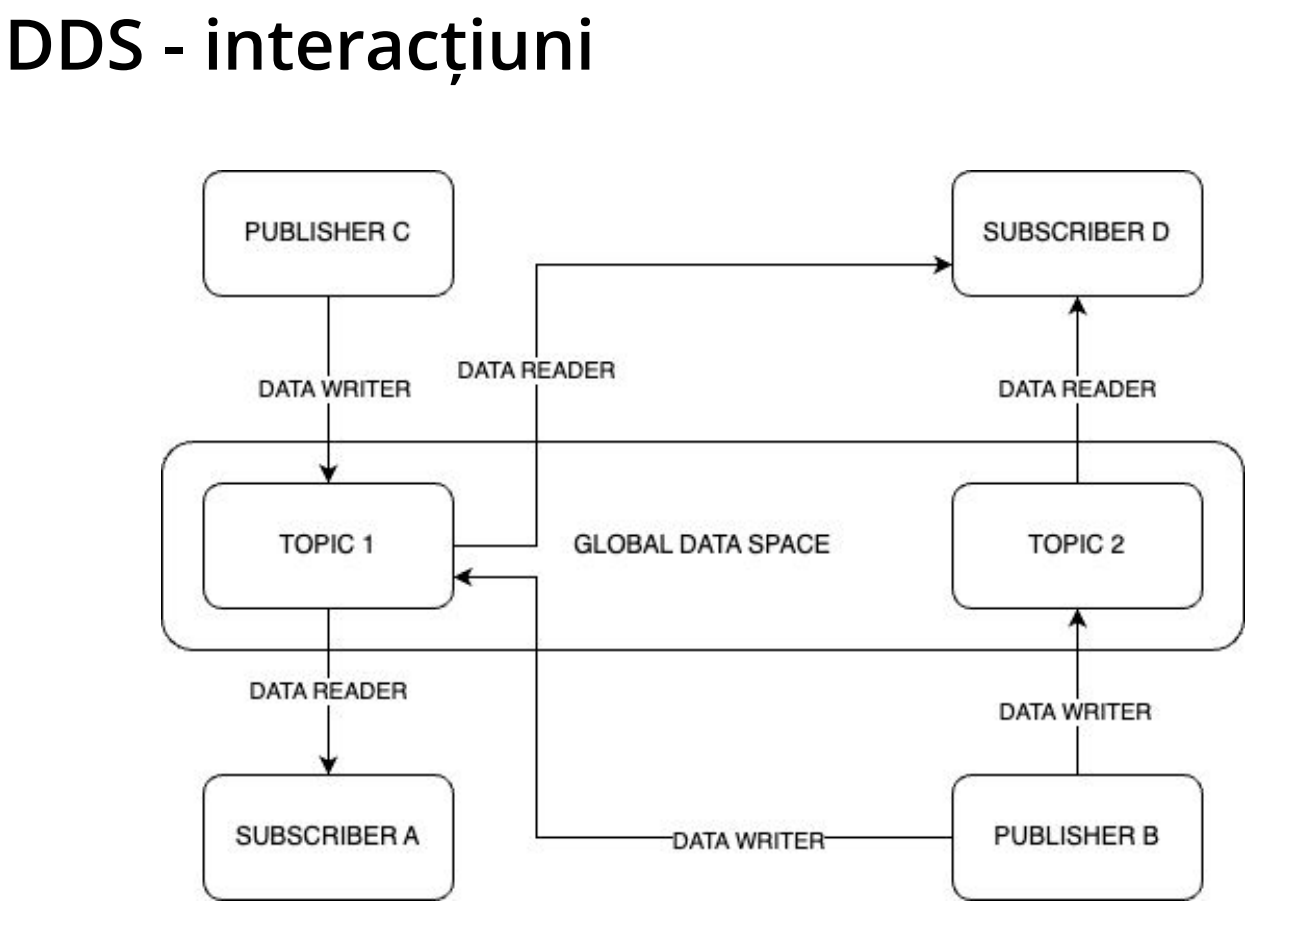 DDS - interacțiuni
PUBLISHER C
SUBSCRIBER D
DATA READER
DATA WRITER
DATA READER
TOPIC 1
GLOBAL DATA SPACE
TOPIC 2
DATA READER
DATA WRITER
SUBSCRIBER A
DATA WRITER
PUBLISHER B